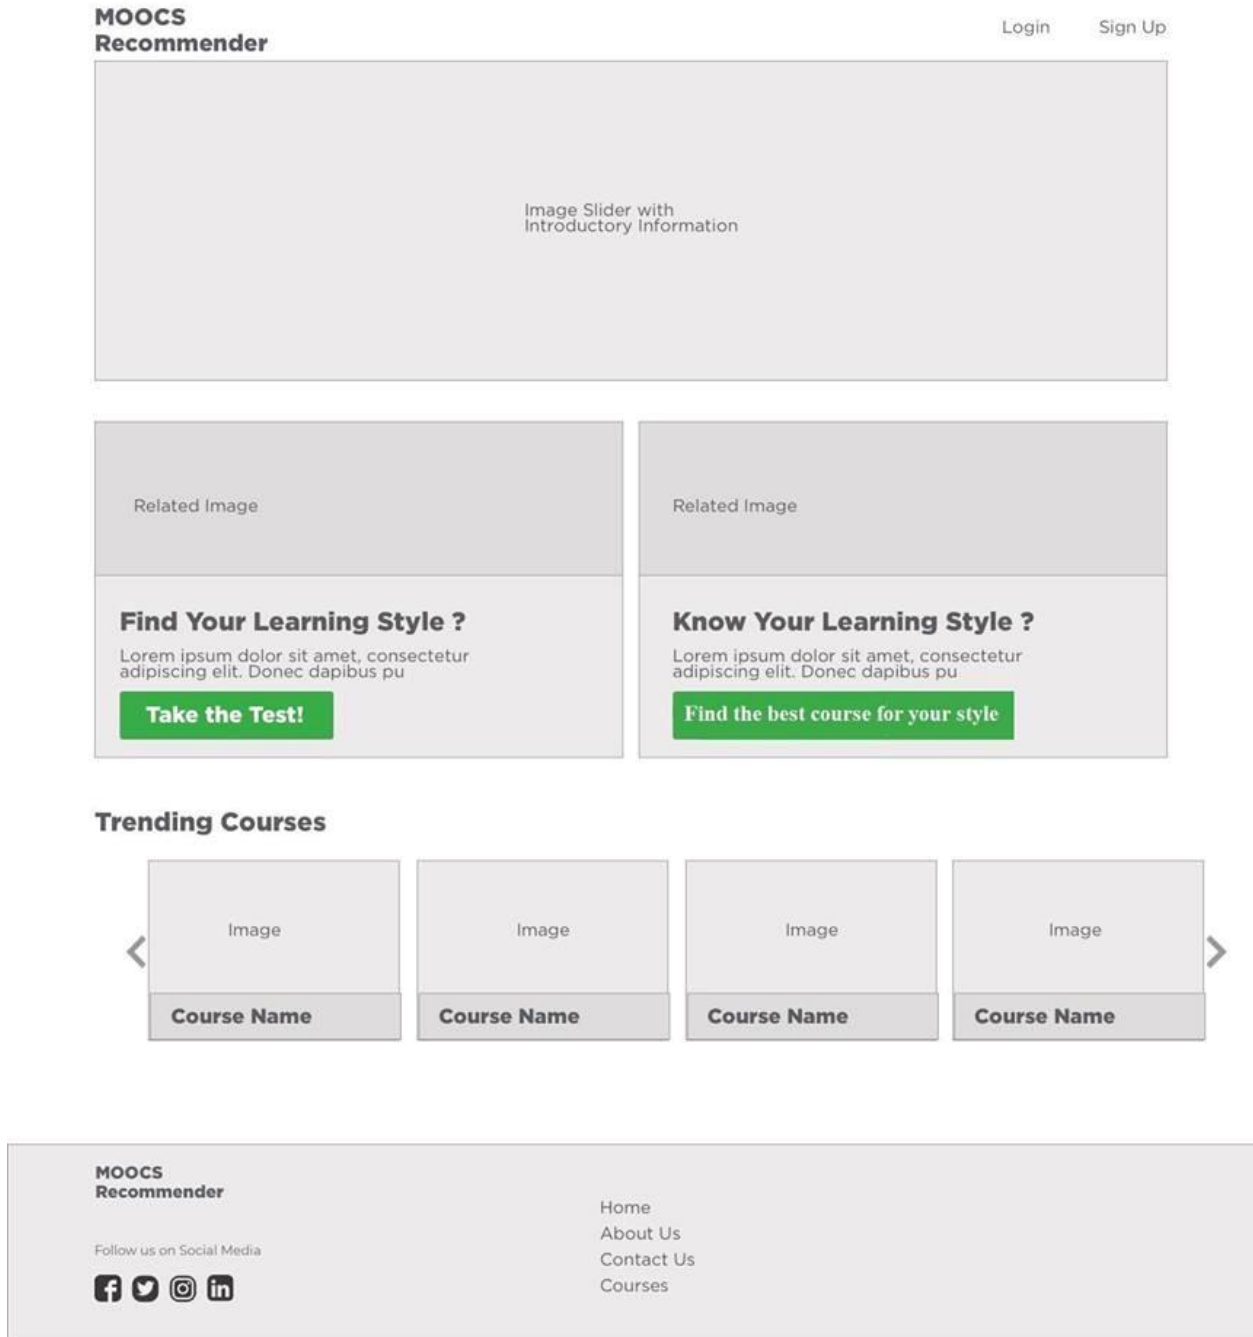 MOOCS
Recommender
Login
Sign Up
Image Slider with
Introductory Information
Related Image
Find Your Learning Style ?
Lorem ipsum dolor sit amet, consectetur
adipiscing elit. Donec dapibus pu
Take the Test!
Related Image
Know Your Learning Style ?
Lorem ipsum dolor sit amet, consectetur
adipiscing elit. Donec dapibus pu
Find the best course for your style
Trending Courses
Image
Course Name
Image
Course Name
Image
Course Name
Image
Course Name
MOOCS
Recommender
Follow us on Social Media
Home
About Us
Contact Us
Courses